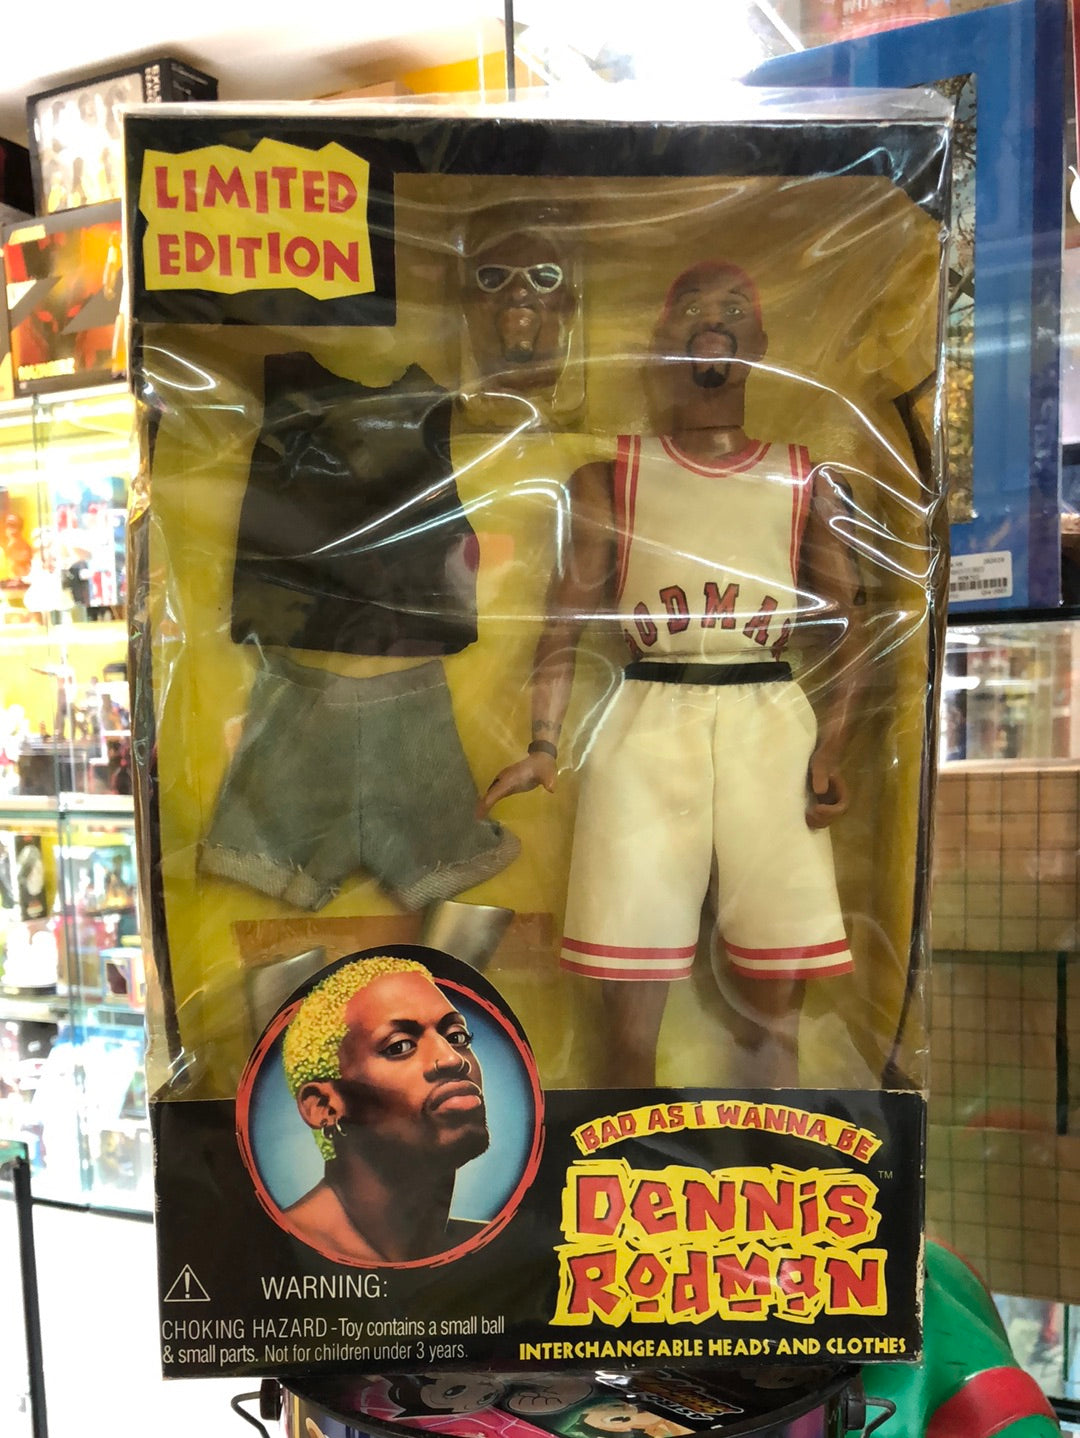 LIMITED
EDITION
RODMAN
BAD AS I WANNA BE
DENNIS
RODMAN
TM
INTERCHANGEABLE HEADS AND CLOTHES
WARNING:
CHOKING HAZARD - Toy contains a small ball
& small parts. Not for children under 3 years.